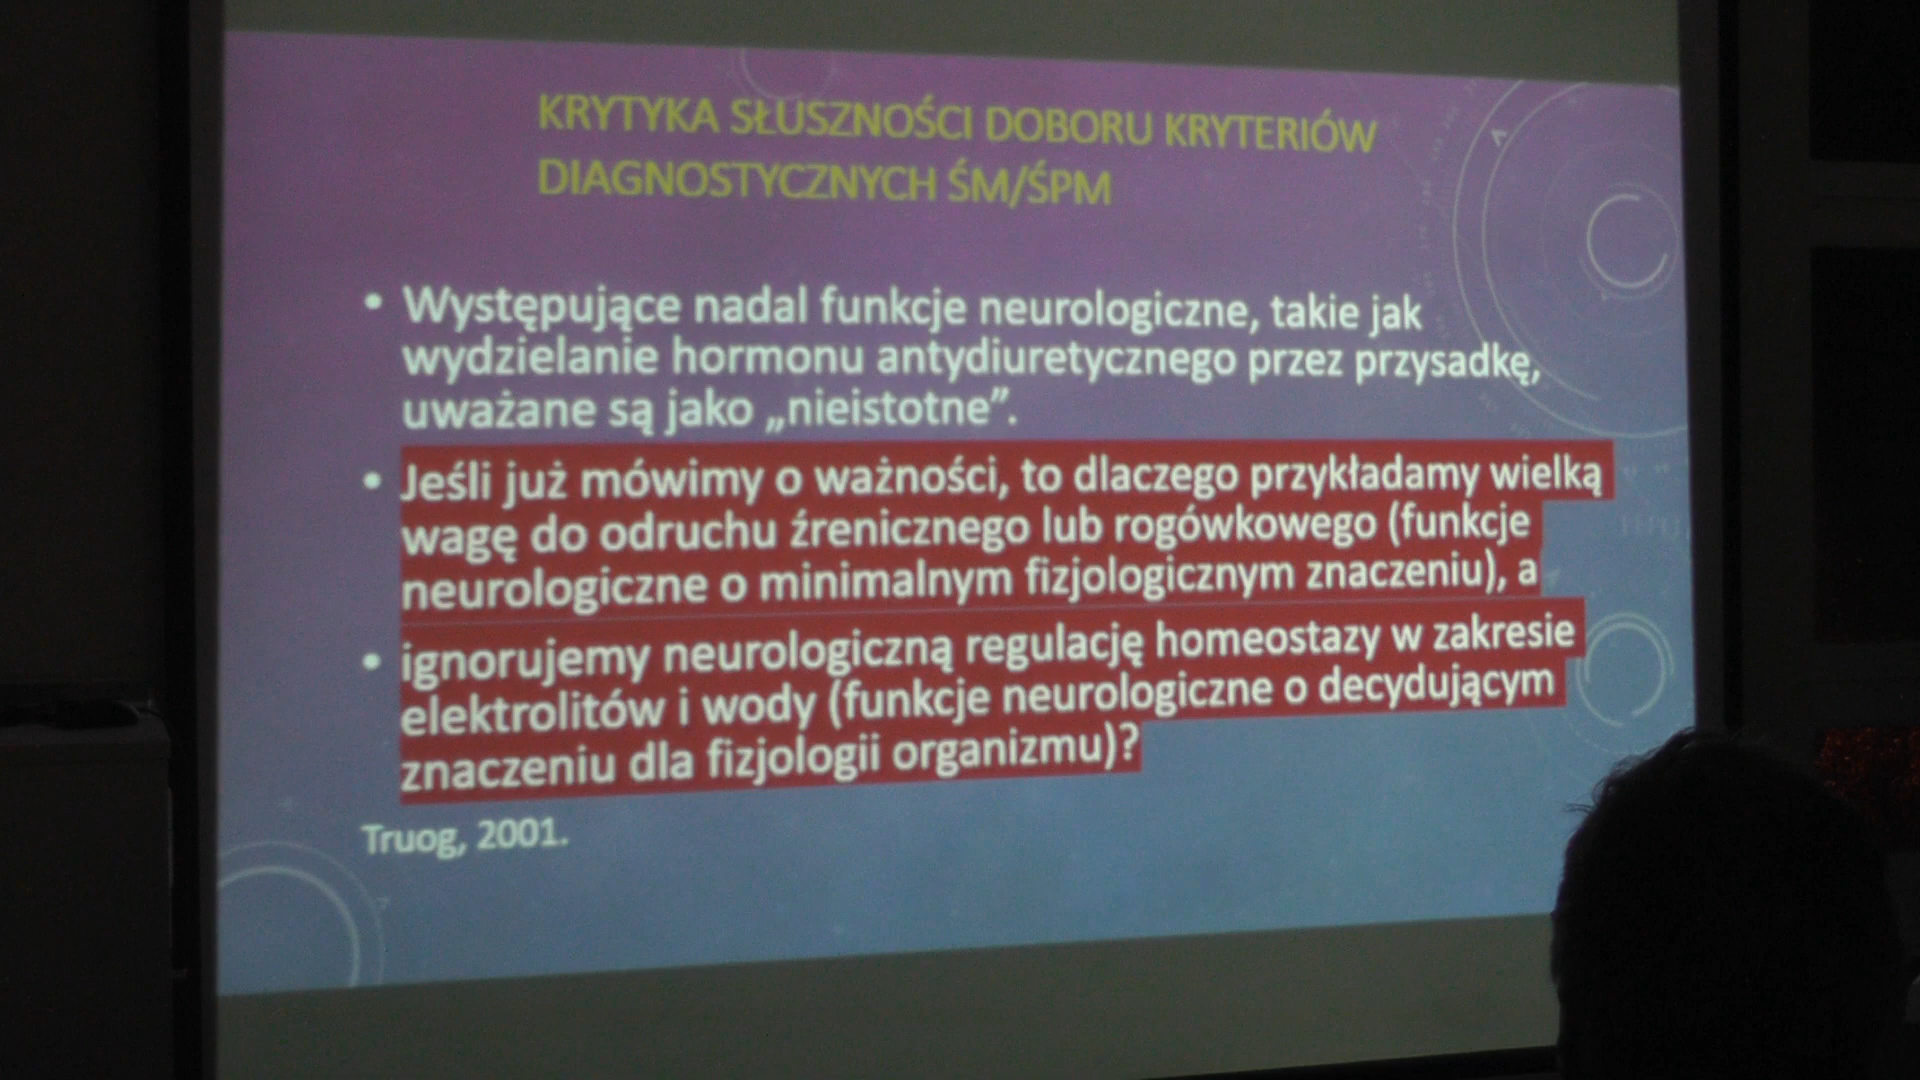 KRYTYKA SŁUSZNOŚCI DOBORU KRYTERIÓW
DIAGNOSTYCZNYCH ŚM/ŚPM
• Występujące nadal funkcje neurologiczne, takie jak
wydzielanie hormonu antydiuretycznego przez przysadkę,
uważane są jako „nieistotne”.
• Jeśli już mówimy o ważności, to dlaczego przykładamy wielką
wagę do odruchu źrenicznego lub rogówkowego (funkcje
neurologiczne o minimalnym fizjologicznym znaczeniu), a
• ignorujemy neurologiczną regulację homeostazy w zakresie
elektrolitów i wody (funkcje neurologiczne o decydującym
znaczeniu dla fizjologii organizmu)?
Truog, 2001.